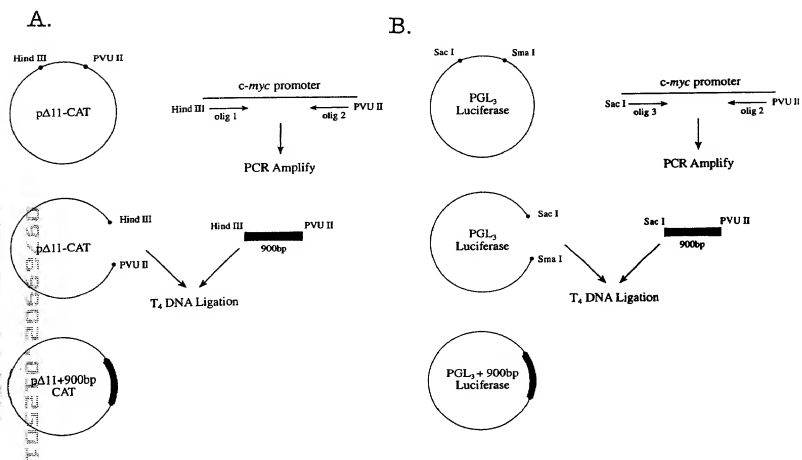 A.
Hind III
PVU II
pΔ11-CAT
c-myc promoter
Hind III
olig 1
olig 2
PVU II
PCR Amplify
pΔ11-CAT
Hind III
PVU II
Hind III
PVU II
900bp
T4 DNA Ligation
pΔ11+900bp
CAT
B.
Sac I
Sma I
PGL3
Luciferase
c-myc promoter
Sac I
olig 3
olig 2
PVU II
PCR Amplify
PGL3
Luciferase
Sac I
Sma I
Sac I
PVU II
900bp
T4 DNA Ligation
PGL3 + 900bp
Luciferase